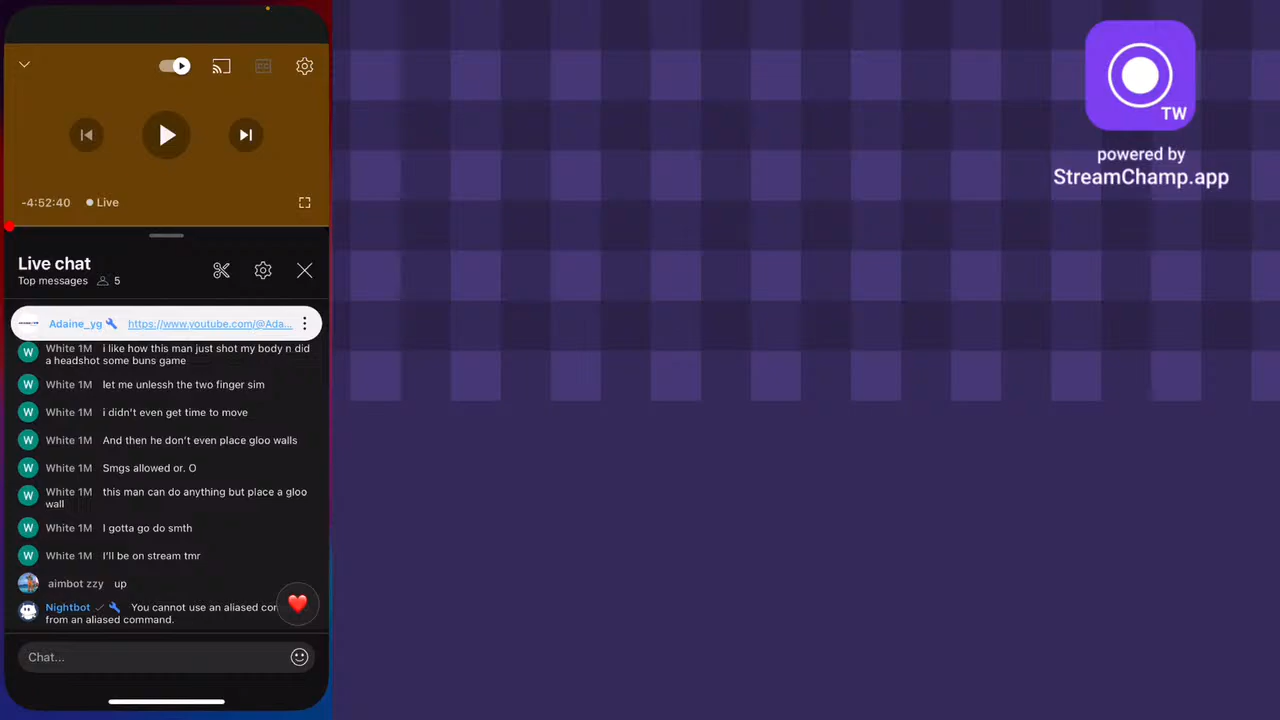 TW
powered by
StreamChamp.app
CC
-4:52:40 Live
Live chat
Top messages 5
Adaine_yg https://www.youtube.com/@Ada...
W White 1M i like how this man just shot my body n did
a headshot some buns game
W White 1M let me unlessh the two finger sim
W White 1M i didn't even get time to move
W White 1M And then he don't even place gloo walls
W White 1M Smgs allowed or. O
W White 1M this man can do anything but place a gloo
wall
W White 1M I gotta go do smth
W White 1M I'll be on stream tmr
aimbot zzy up
Nightbot You cannot use an aliased
from an aliased command.
Chat...